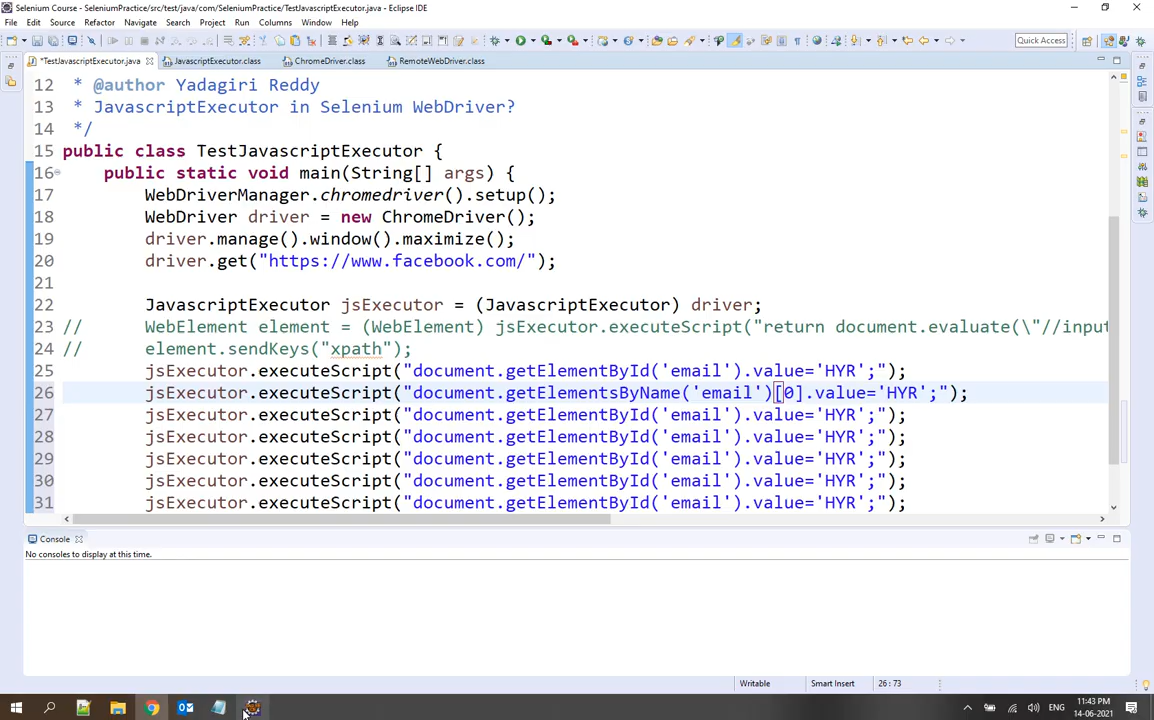 Selenium Course - SeleniumPractice/src/test/java/com/SeleniumPractice/TestJavascriptExecutor.java - Eclipse IDE
File Edit Source Refactor Navigate Search Project Run Columns Window Help
Quick Access
*TestJavascriptExecutor.java JavascriptExecutor.class ChromeDriver.class RemoteWebDriver.class
12 * @author Yadagiri Reddy
13 * JavascriptExecutor in Selenium WebDriver?
14 */
15 public class TestJavascriptExecutor {
16 public static void main(String[] args) {
17 WebDriverManager.chromedriver().setup();
18 WebDriver driver = new ChromeDriver();
19 driver.manage().window().maximize();
20 driver.get("https://www.facebook.com/");
21
22 JavascriptExecutor jsExecutor = (JavascriptExecutor) driver;
23 // WebElement element = (WebElement) jsExecutor.executeScript("return document.evaluate(\"//input
24 // element.sendKeys("xpath");
25 jsExecutor.executeScript("document.getElementById('email').value='HYR';");
26 jsExecutor.executeScript("document.getElementsByName('email')[0].value='HYR';");
27 jsExecutor.executeScript("document.getElementById('email').value='HYR';");
28 jsExecutor.executeScript("document.getElementById('email').value='HYR';");
29 jsExecutor.executeScript("document.getElementById('email').value='HYR';");
30 jsExecutor.executeScript("document.getElementById('email').value='HYR';");
31 jsExecutor.executeScript("document.getElementById('email').value='HYR';");
Console
No consoles to display at this time.
Writable Smart Insert 26 : 73
ENG 11:43 PM
14-06-2021